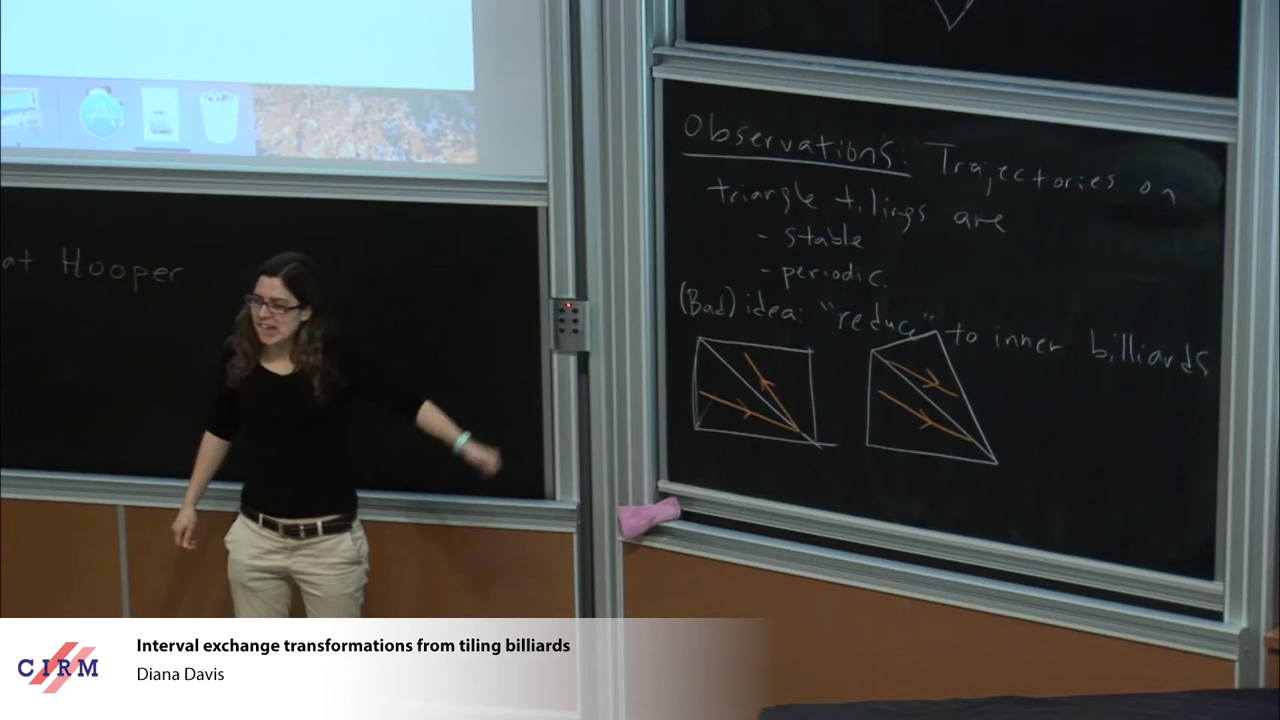 at Hooper
Observations: Trajectories on
triangle tilings are
- stable
- periodic.
(Bad) idea: "reduce" to inner billiards
CIRM
Interval exchange transformations from tiling billiards
Diana Davis